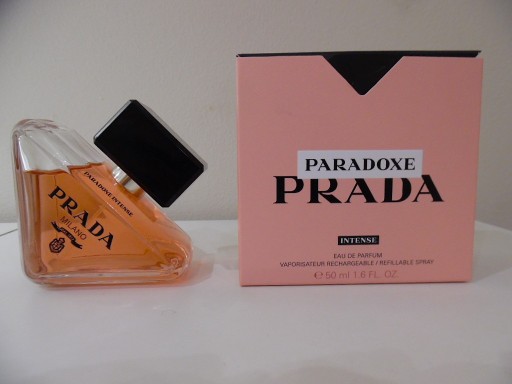 PARADOXE INTENSE
PRADA
MILANO
PARADOXE
PRADA
INTENSE
EAU DE PARFUM
VAPORISATEUR RECHARGEABLE / REFILLABLE SPRAY
℮ 50 ml 1.6 FL. OZ.